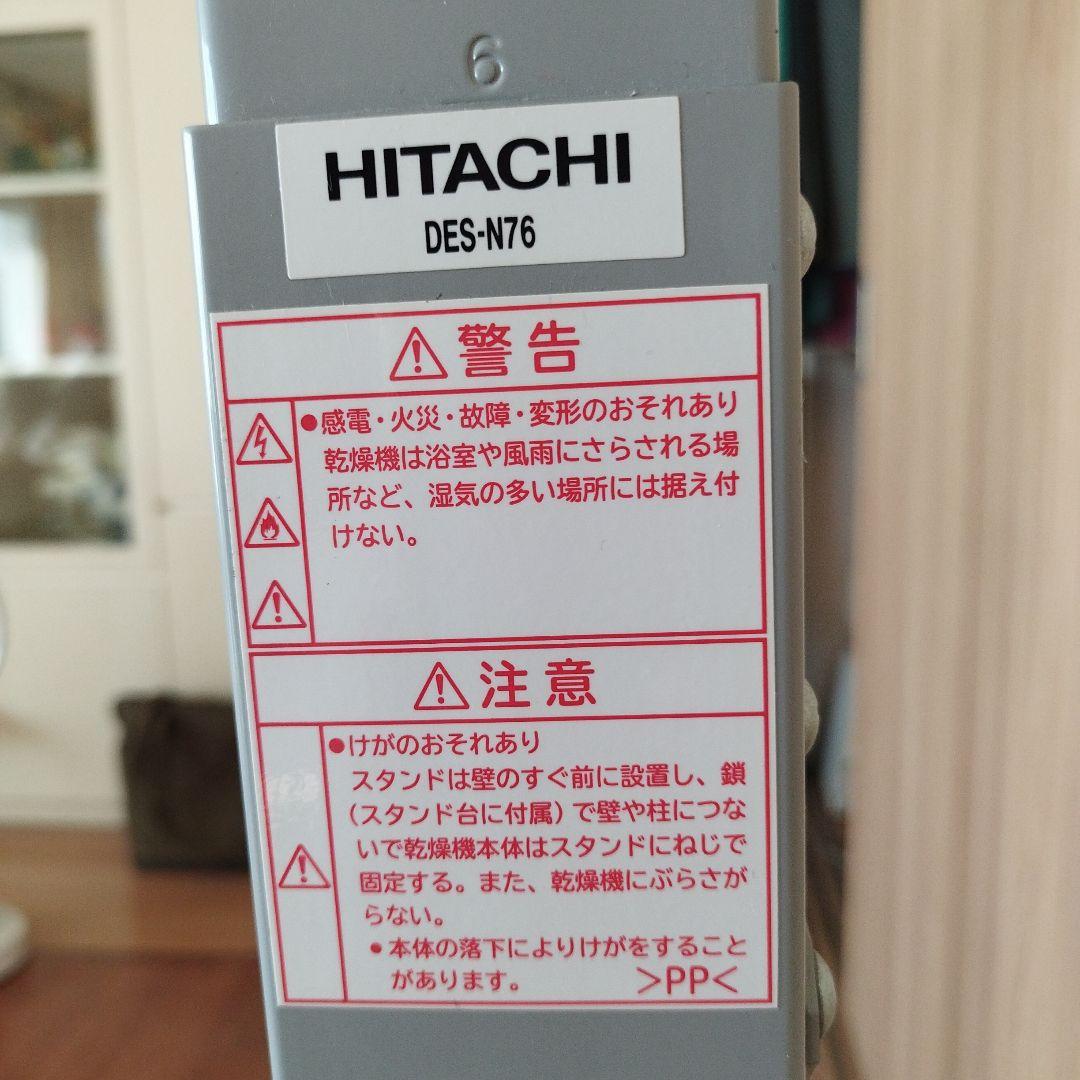 6
HITACHI
DES-N76
警告
●感電・火災・故障・変形のおそれあり
乾燥機は浴室や風雨にさらされる場
所など、湿気の多い場所には据え付
けない。
注意
●けがのおそれあり
スタンドは壁のすぐ前に設置し、鎖
(スタンド台に付属)で壁や柱につな
いで乾燥機本体はスタンドにねじで
固定する。また、乾燥機にぶらさが
らない。
●本体の落下によりけがをすること
があります。 >PP<